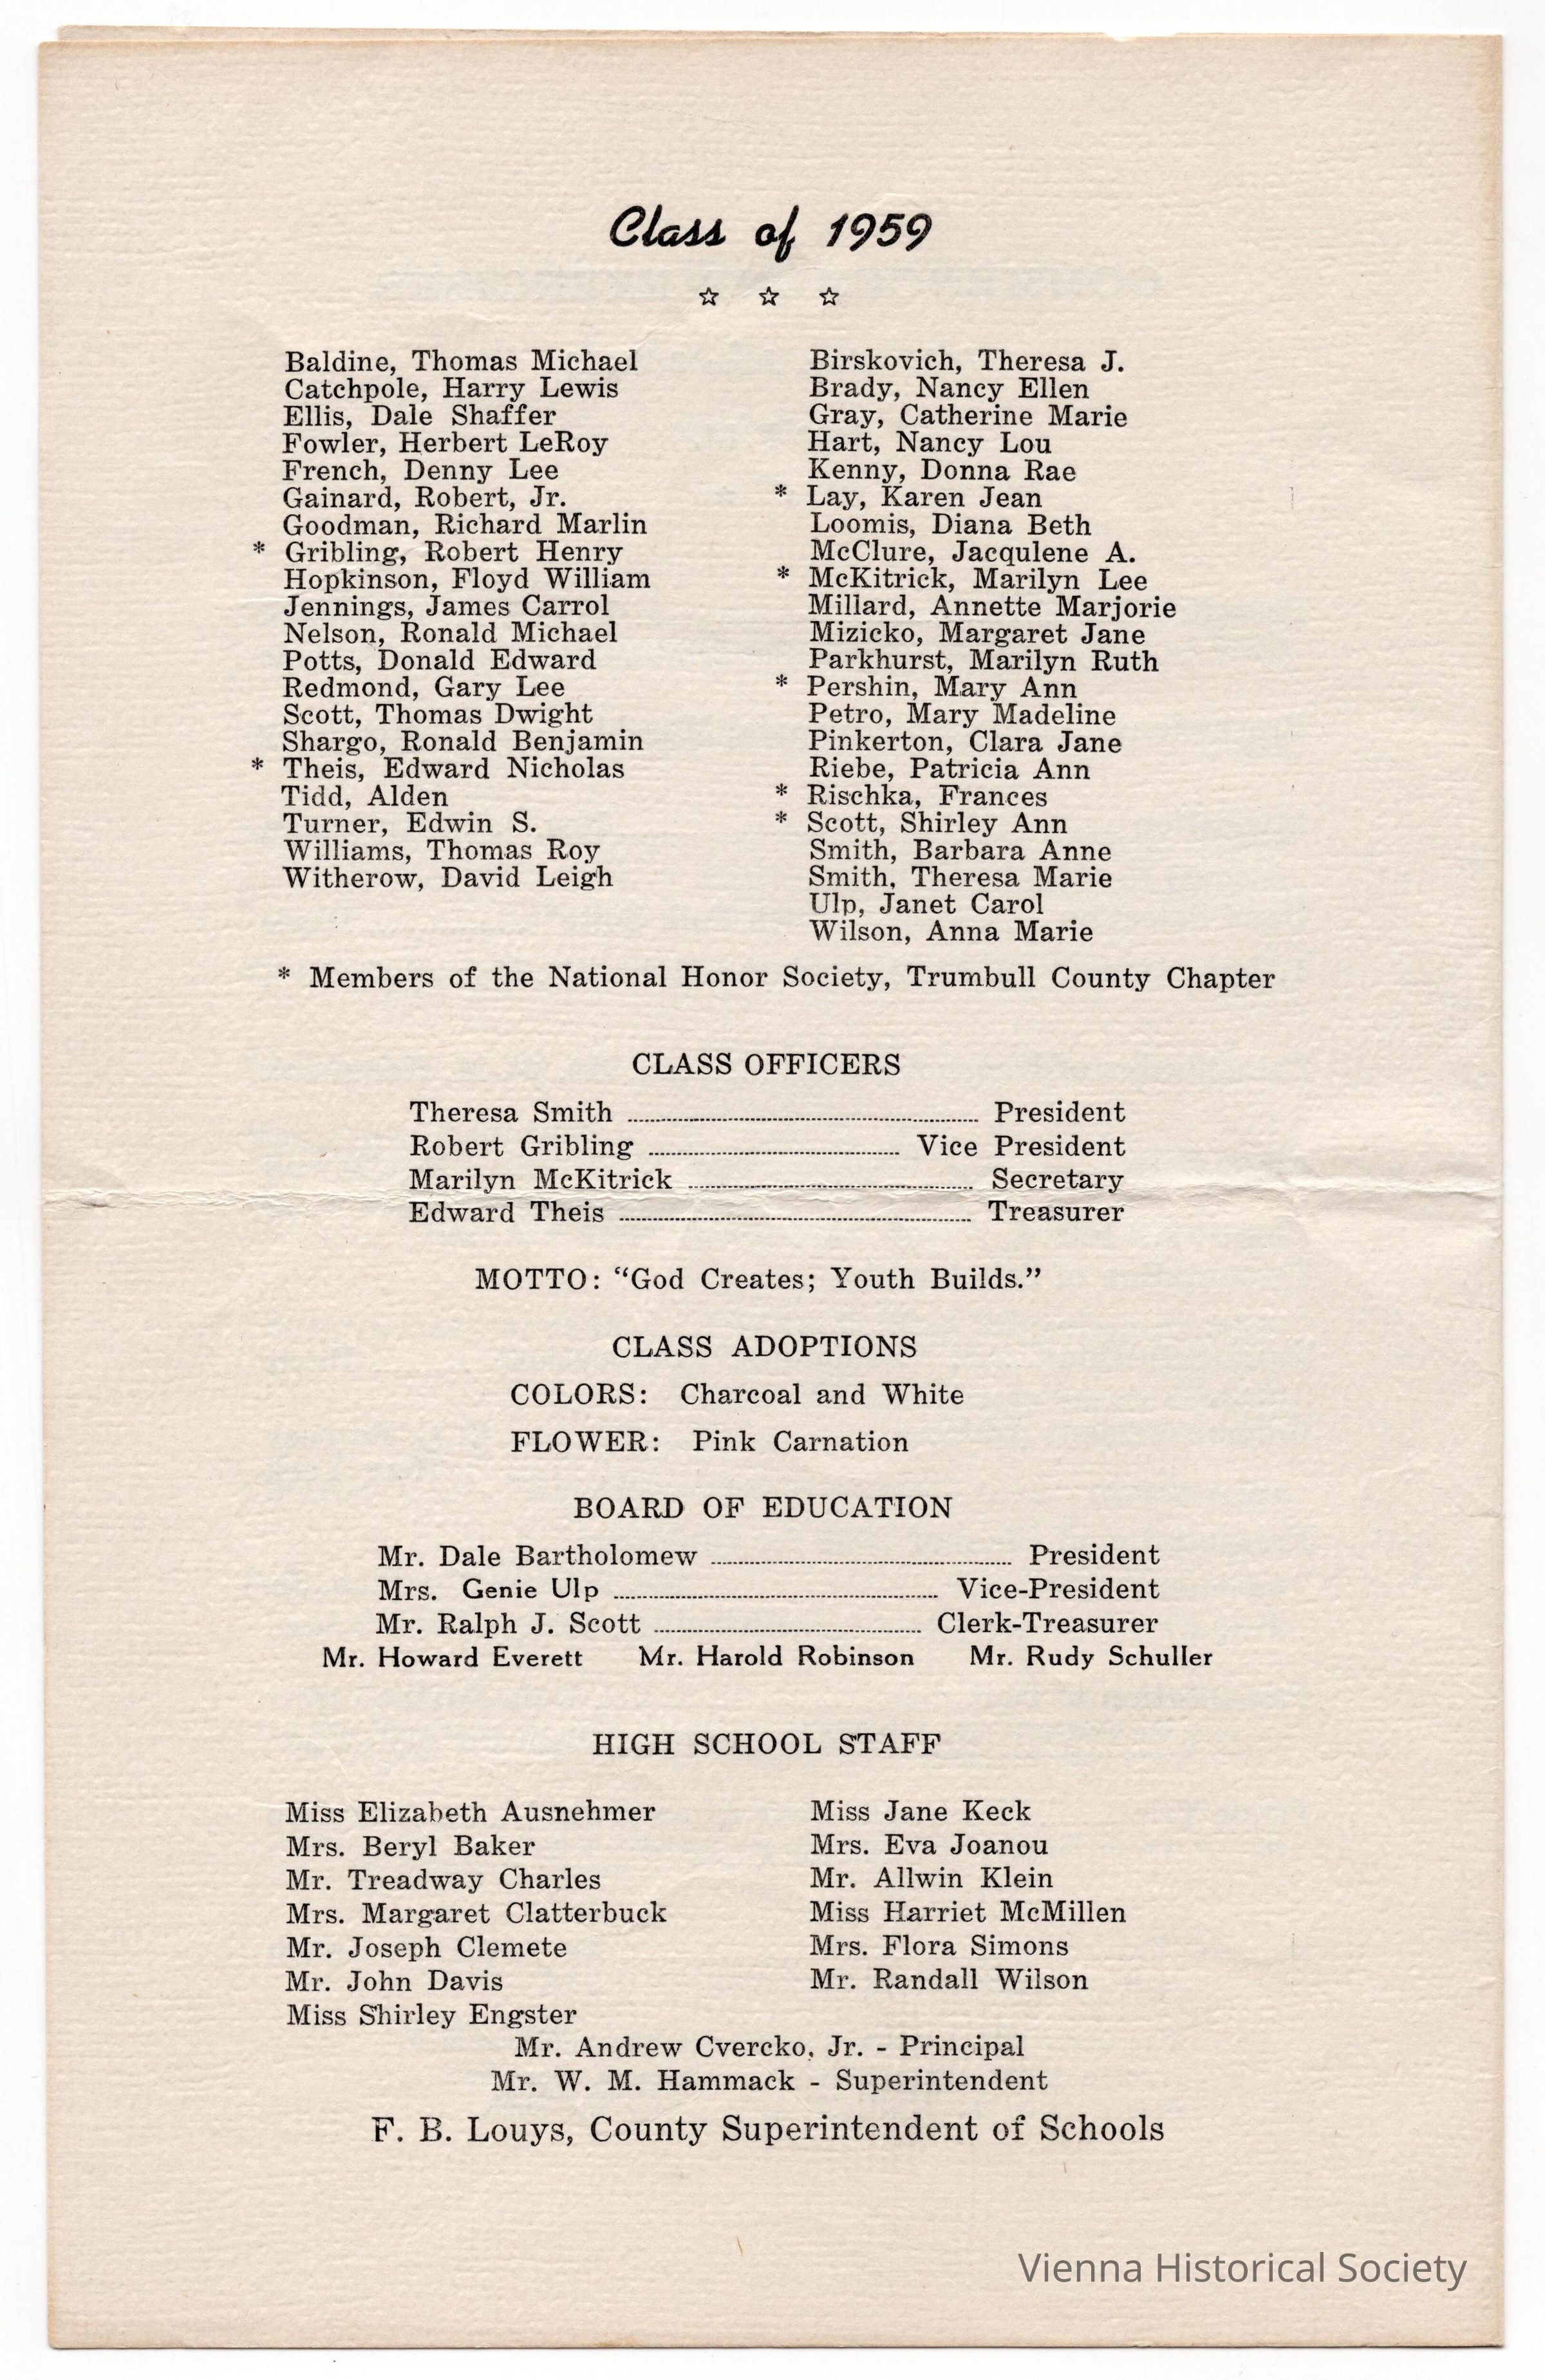 Class of 1959
☆ ☆ ☆
Baldine, Thomas Michael
Catchpole, Harry Lewis
Ellis, Dale Shaffer
Fowler, Herbert LeRoy
French, Denny Lee
Gainard, Robert, Jr.
Goodman, Richard Marlin
* Gribling, Robert Henry
Hopkinson, Floyd William
Jennings, James Carrol
Nelson, Ronald Michael
Potts, Donald Edward
Redmond, Gary Lee
Scott, Thomas Dwight
Shargo, Ronald Benjamin
* Theis, Edward Nicholas
Tidd, Alden
Turner, Edwin S.
Williams, Thomas Roy
Witherow, David Leigh
Birskovich, Theresa J.
Brady, Nancy Ellen
Gray, Catherine Marie
Hart, Nancy Lou
Kenny, Donna Rae
* Lay, Karen Jean
Loomis, Diana Beth
McClure, Jacqulene A.
* McKitrick, Marilyn Lee
Millard, Annette Marjorie
Mizicko, Margaret Jane
Parkhurst, Marilyn Ruth
* Pershin, Mary Ann
Petro, Mary Madeline
Pinkerton, Clara Jane
Riebe, Patricia Ann
* Rischka, Frances
* Scott, Shirley Ann
Smith, Barbara Anne
Smith, Theresa Marie
Ulp, Janet Carol
Wilson, Anna Marie
* Members of the National Honor Society, Trumbull County Chapter
CLASS OFFICERS
Theresa Smith ........ President
Robert Gribling ........ Vice President
Marilyn McKitrick ........ Secretary
Edward Theis ........ Treasurer
MOTTO: “God Creates; Youth Builds.”
CLASS ADOPTIONS
COLORS: Charcoal and White
FLOWER: Pink Carnation
BOARD OF EDUCATION
Mr. Dale Bartholomew ........ President
Mrs. Genie Ulp ........ Vice-President
Mr. Ralph J. Scott ........ Clerk-Treasurer
Mr. Howard Everett Mr. Harold Robinson Mr. Rudy Schuller
HIGH SCHOOL STAFF
Miss Elizabeth Ausnehmer
Mrs. Beryl Baker
Mr. Treadway Charles
Mrs. Margaret Clatterbuck
Mr. Joseph Clemete
Mr. John Davis
Miss Shirley Engster
Miss Jane Keck
Mrs. Eva Joanou
Mr. Allwin Klein
Miss Harriet McMillen
Mrs. Flora Simons
Mr. Randall Wilson
Mr. Andrew Cvercko, Jr. - Principal
Mr. W. M. Hammack - Superintendent
F. B. Louys, County Superintendent of Schools
Vienna Historical Society